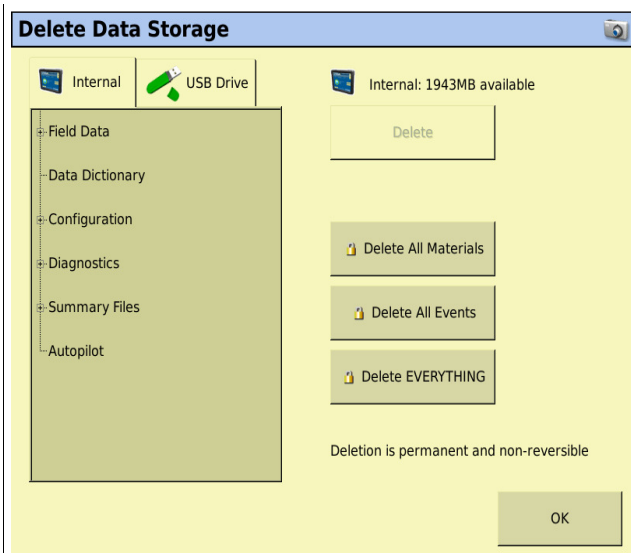 Delete Data Storage
Internal
USB Drive
Internal: 1943MB available
Field Data
Delete
Data Dictionary
Configuration
Delete All Materials
Diagnostics
Summary Files
Delete All Events
Autopilot
Delete EVERYTHING
Deletion is permanent and non-reversible
OK